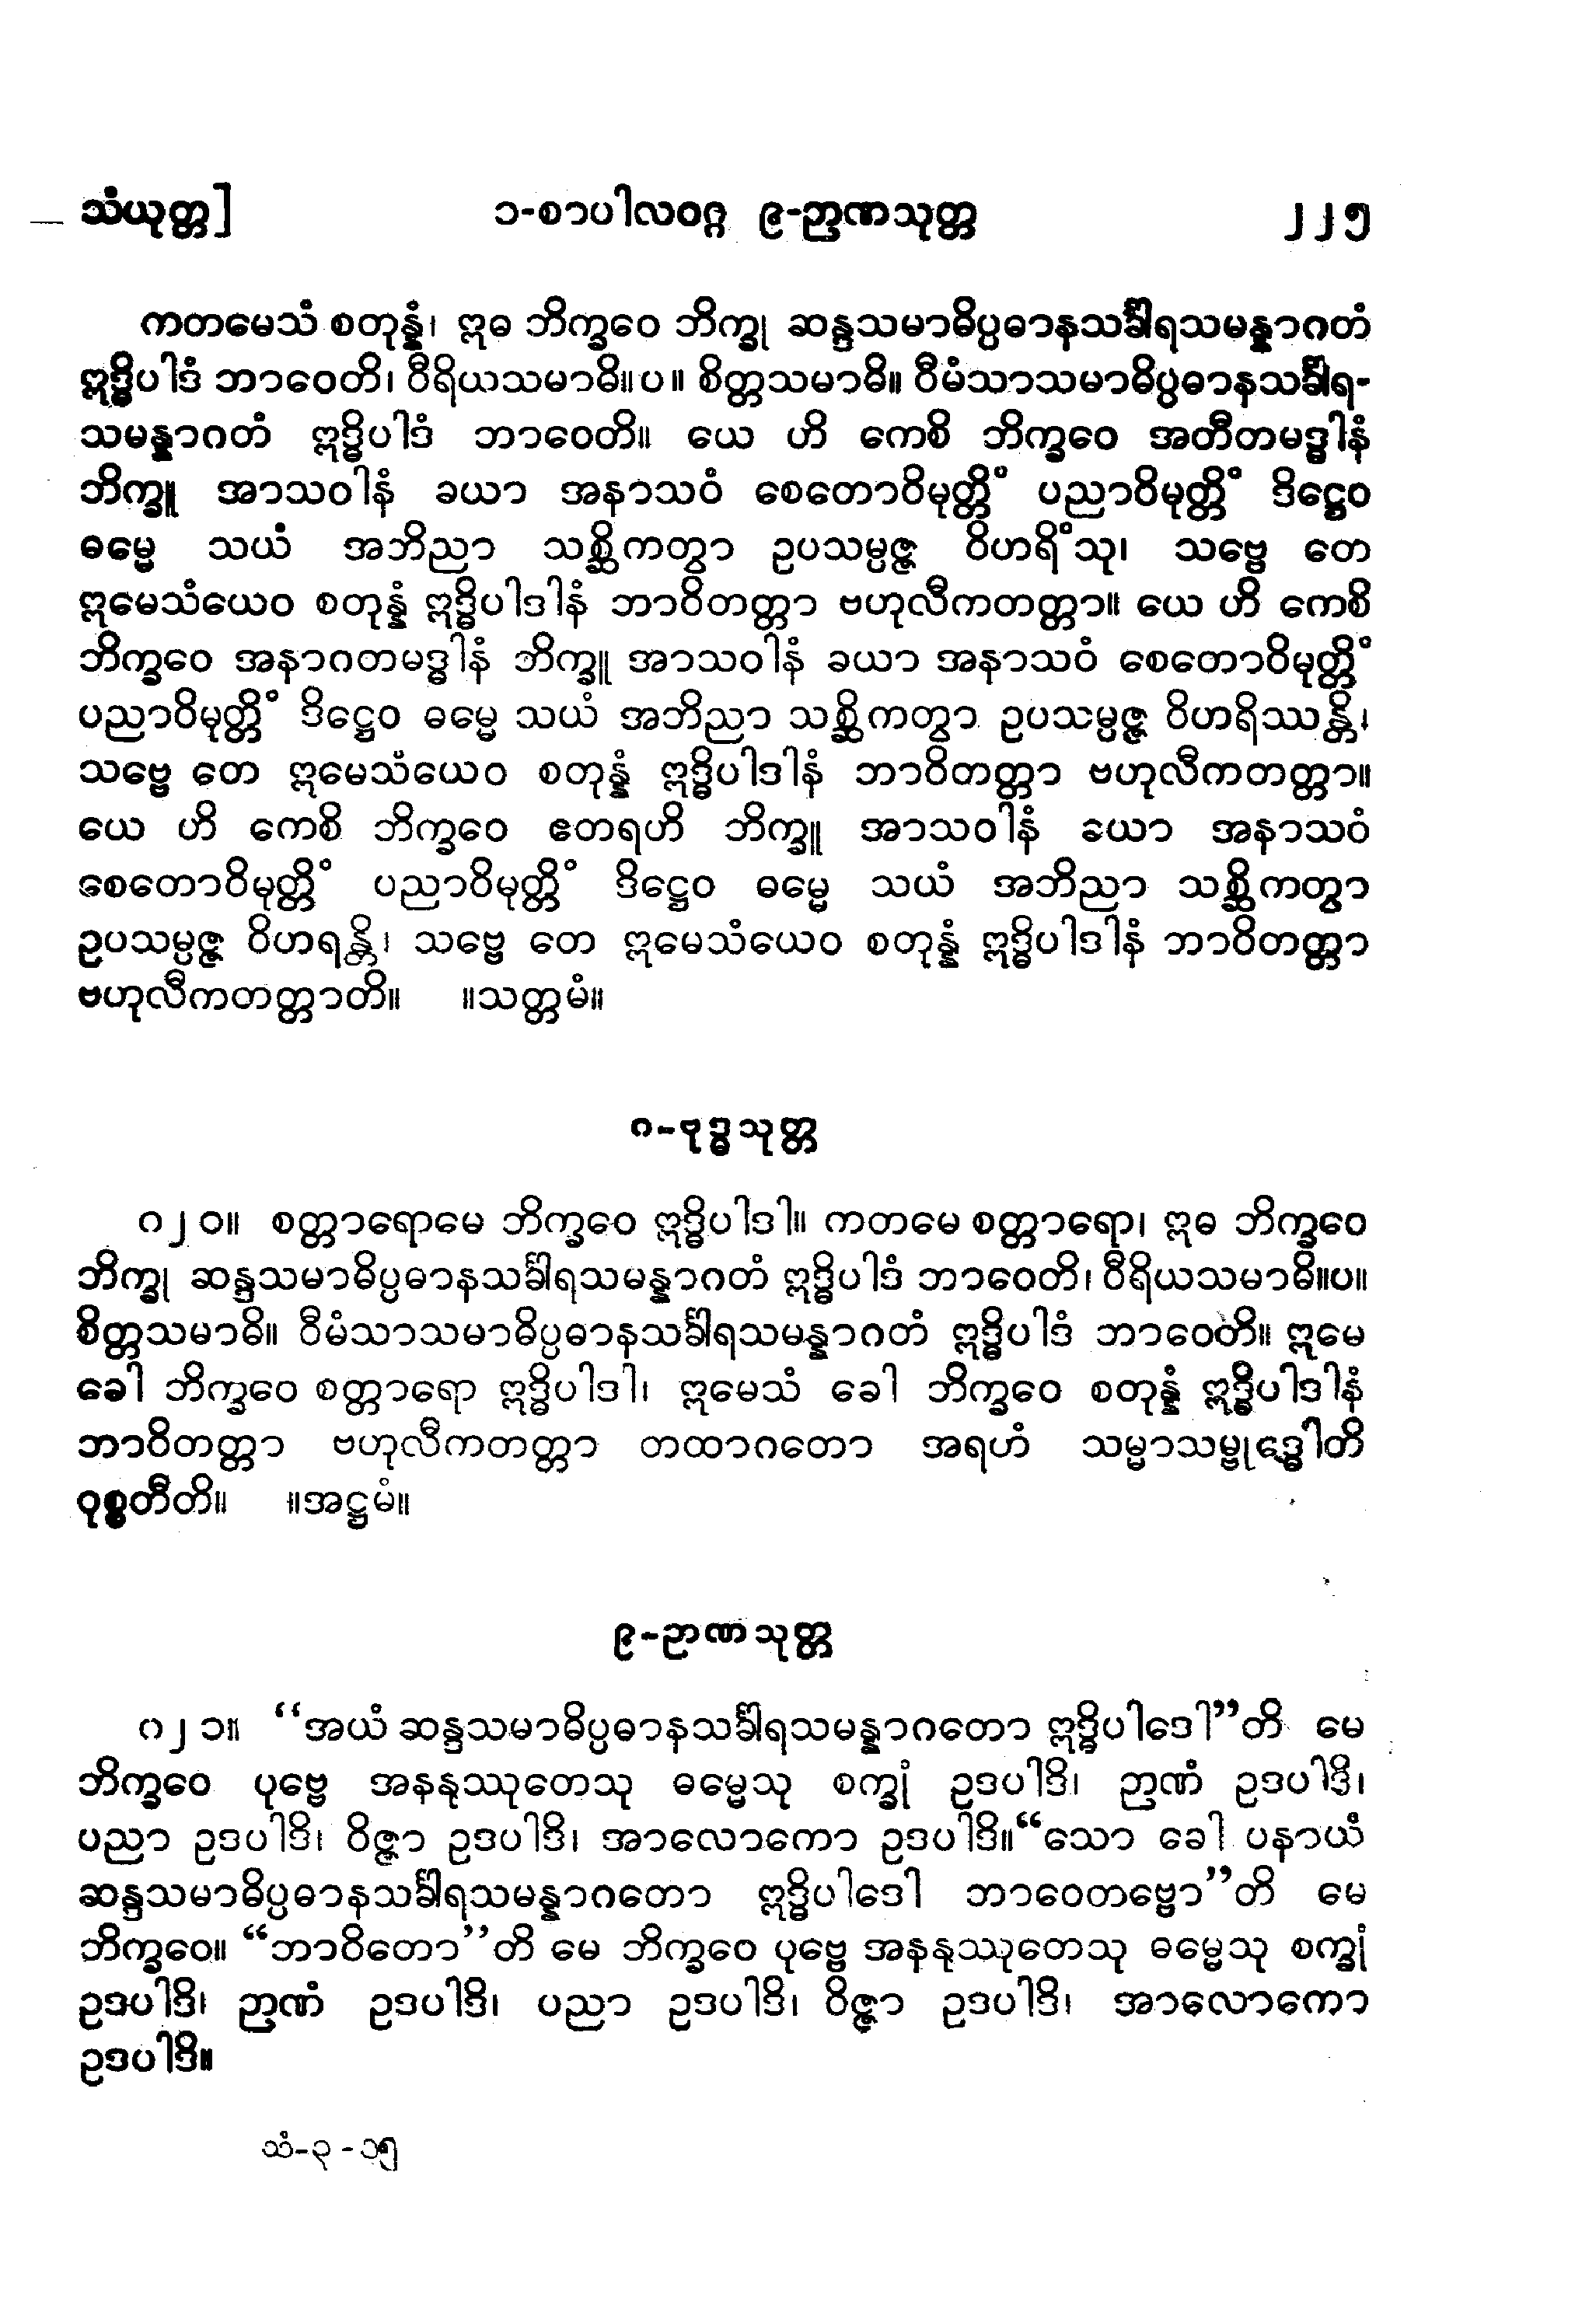 သံယုတ္တ] ၁-စာပါလဝဂ္ဂ ၉-ဉာဏသုတ္တ ၂၂၅
ကတမေသံ စတုန္နံ၊ ဣဓ ဘိက္ခဝေ ဘိက္ခု ဆန္ဒသမာဓိပ္ပဓာနသင်္ခါရသမန္နာဂတံ
ဣဒ္ဓိပါဒံ ဘာဝေတိ၊ ဝီရိယသမာဓိ။ပ။ စိတ္တသမာဓိ။ ဝီမံသာသမာဓိပ္ပဓာနသင်္ခါရ-
သမန္နာဂတံ ဣဒ္ဓိပါဒံ ဘာဝေတိ။ ယေ ဟိ ကေစိ ဘိက္ခဝေ အတီတမဒ္ဓါနံ
ဘိက္ခူ အာသဝါနံ ခယာ အနာသဝံ စေတောဝိမုတ္တိံ ပညာဝိမုတ္တိံ ဒိဋ္ဌေဝ
ဓမ္မေ သယံ အဘိညာ သစ္ဆိကတွာ ဥပသမ္ပဇ္ဇ ဝိဟရိံသု၊ သဗ္ဗေ တေ
ဣမေသံယေဝ စတုန္နံ ဣဒ္ဓိပါဒါနံ ဘာဝိတတ္တာ ဗဟုလီကတတ္တာ။ ယေ ဟိ ကေစိ
ဘိက္ခဝေ အနာဂတမဒ္ဓါနံ ဘိက္ခူ အာသဝါနံ ခယာ အနာသဝံ စေတောဝိမုတ္တိံ
ပညာဝိမုတ္တိံ ဒိဋ္ဌေဝ ဓမ္မေ သယံ အဘိညာ သစ္ဆိကတွာ ဥပသမ္ပဇ္ဇ ဝိဟရိဿန္တိ၊
သဗ္ဗေ တေ ဣမေသံယေဝ စတုန္နံ ဣဒ္ဓိပါဒါနံ ဘာဝိတတ္တာ ဗဟုလီကတတ္တာ။
ယေ ဟိ ကေစိ ဘိက္ခဝေ ဧတရဟိ ဘိက္ခူ အာသဝါနံ ခယာ အနာသဝံ
စေတောဝိမုတ္တိံ ပညာဝိမုတ္တိံ ဒိဋ္ဌေဝ ဓမ္မေ သယံ အဘိညာ သစ္ဆိကတွာ
ဥပသမ္ပဇ္ဇ ဝိဟရန္တိ၊ သဗ္ဗေ တေ ဣမေသံယေဝ စတုန္နံ ဣဒ္ဓိပါဒါနံ ဘာဝိတတ္တာ
ဗဟုလီကတတ္တာတိ။ ။သတ္တမံ။
၈-ဗုဒ္ဓသုတ္တ
၈၂၀။ စတ္တာရောမေ ဘိက္ခဝေ ဣဒ္ဓိပါဒါ။ ကတမေ စတ္တာရော၊ ဣဓ ဘိက္ခဝေ
ဘိက္ခု ဆန္ဒသမာဓိပ္ပဓာနသင်္ခါရသမန္နာဂတံ ဣဒ္ဓိပါဒံ ဘာဝေတိ၊ ဝီရိယသမာဓိ။ပ။
စိတ္တသမာဓိ။ ဝီမံသာသမာဓိပ္ပဓာနသင်္ခါရသမန္နာဂတံ ဣဒ္ဓိပါဒံ ဘာဝေတိ။ ဣမေ
ခေါ ဘိက္ခဝေ စတ္တာရော ဣဒ္ဓိပါဒါ၊ ဣမေသံ ခေါ ဘိက္ခဝေ စတုန္နံ ဣဒ္ဓိပါဒါနံ
ဘာဝိတတ္တာ ဗဟုလီကတတ္တာ တထာဂတော အရဟံ သမ္မာသမ္ဗုဒ္ဓေါတိ
ဝုစ္စတီတိ။ ။အဋ္ဌမံ။
၉-ဉာဏသုတ္တ
၈၂၁။ “အယံ ဆန္ဒသမာဓိပ္ပဓာနသင်္ခါရသမန္နာဂတော ဣဒ္ဓိပါဒေါ”တိ မေ
ဘိက္ခဝေ ပုဗ္ဗေ အနနုဿုတေသု ဓမ္မေသု စက္ခုံ ဥဒပါဒိ၊ ဉာဏံ ဥဒပါဒိ၊
ပညာ ဥဒပါဒိ၊ ဝိဇ္ဇာ ဥဒပါဒိ၊ အာလောကော ဥဒပါဒိ။“သော ခေါ ပနာယံ
ဆန္ဒသမာဓိပ္ပဓာနသင်္ခါရသမန္နာဂတော ဣဒ္ဓိပါဒေါ ဘာဝေတဗ္ဗော”တိ မေ
ဘိက္ခဝေ။ “ဘာဝိတော”တိ မေ ဘိက္ခဝေ ပုဗ္ဗေ အနနုဿုတေသု ဓမ္မေသု စက္ခုံ
ဥဒပါဒိ၊ ဉာဏံ ဥဒပါဒိ၊ ပညာ ဥဒပါဒိ၊ ဝိဇ္ဇာ ဥဒပါဒိ၊ အာလောကော
ဥဒပါဒိ။
သံ-၃-၁၅